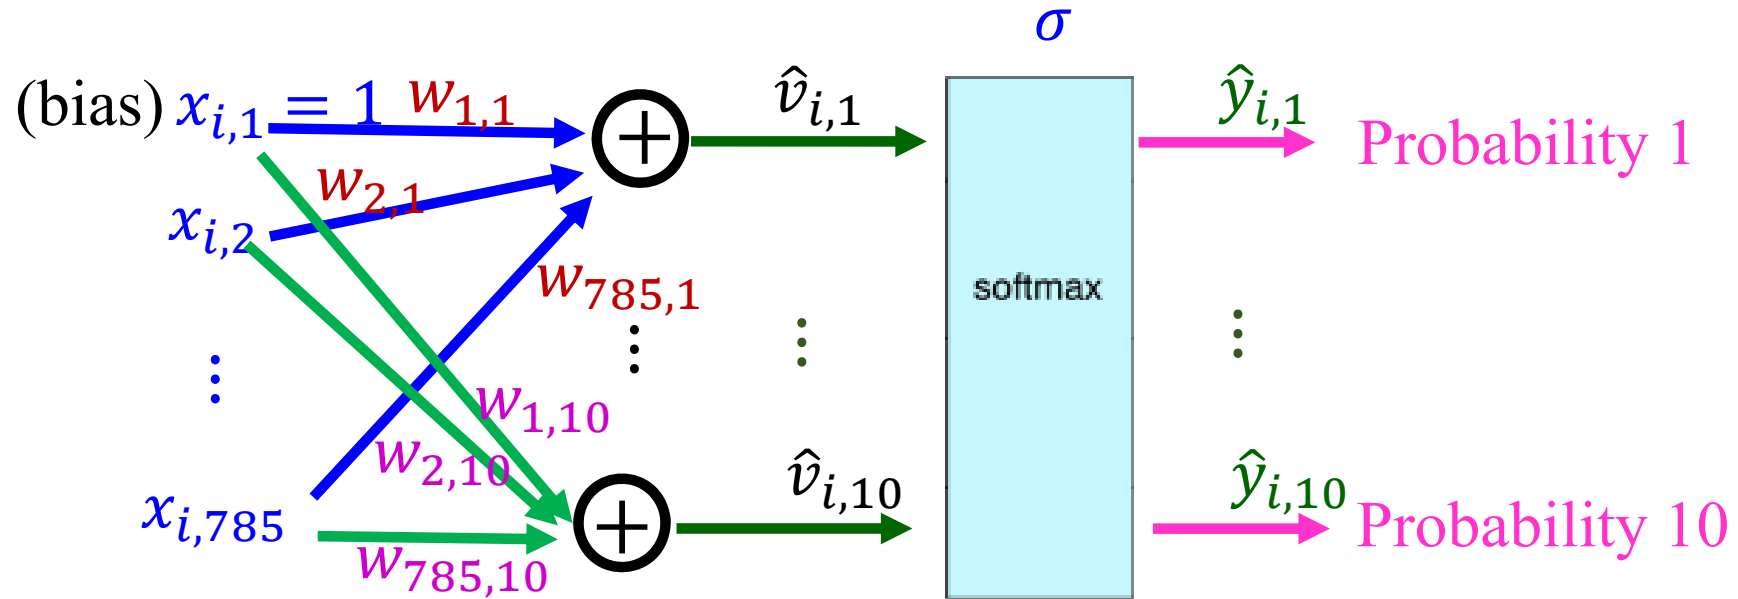 σ
(bias) x_{i,1} = 1 w_{1,1} v̂_{i,1} ŷ_{i,1} Probability 1
w_{2,1}
x_{i,2}
w_{785,1} softmax
⋮ ⋮ ⋮ ⋮
w_{1,10}
w_{2,10} v̂_{i,10} ŷ_{i,10}
x_{i,785} Probability 10
w_{785,10}